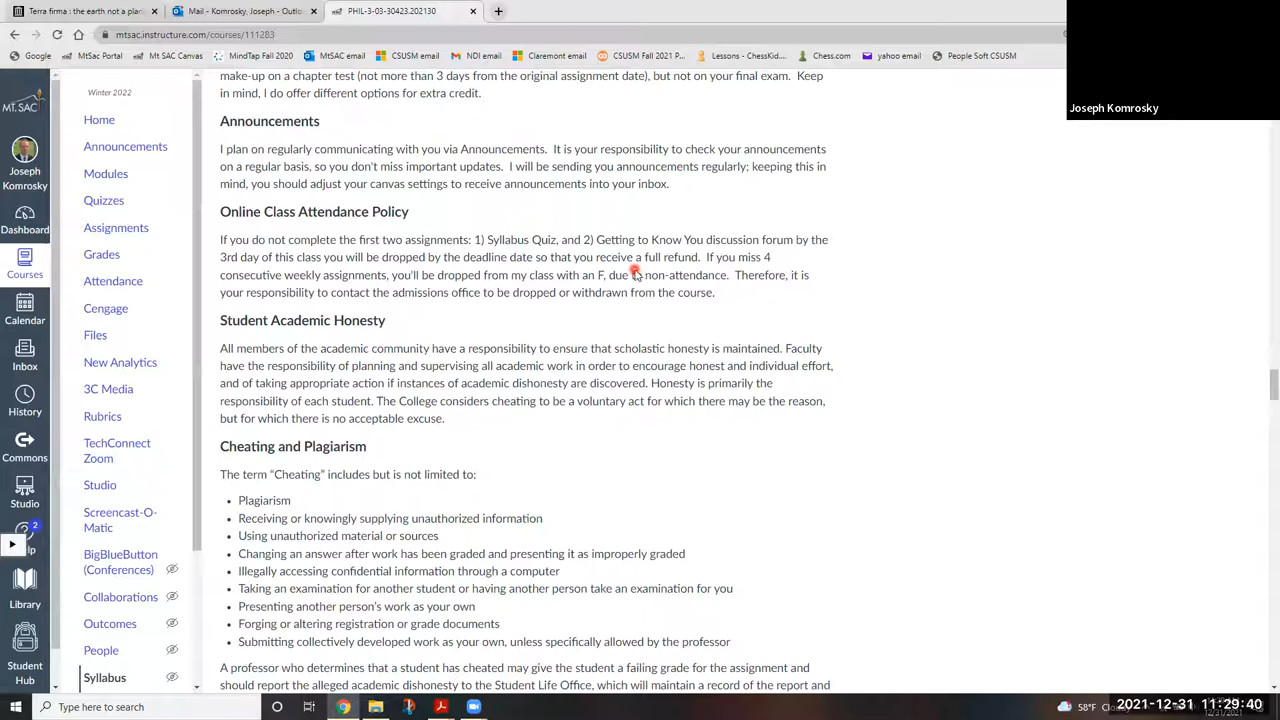 Terra firma : the earth not a plan
Mail - Komrosky, Joseph - Outlo
PHIL-3-03-30423.202130
mtsac.instructure.com/courses/111283
Google
MtSac Portal
Mt SAC Canvas
MindTap Fall 2020
MtSAC email
CSUSM email
NDI email
Claremont email
CSUSM Fall 2021 P...
Lessons - ChessKid....
Chess.com
yahoo email
People Soft CSUSM
Joseph Komrosky
MT. SAC
Joseph
Komrosky
Dashboard
Courses
Calendar
Inbox
History
Commons
Studio
2
Library
Student
Hub
Winter 2022
Home
Announcements
Modules
Quizzes
Assignments
Grades
Attendance
Cengage
Files
New Analytics
3C Media
Rubrics
TechConnect
Zoom
Studio
Screencast-O-
Matic
BigBlueButton
(Conferences)
Collaborations
Outcomes
People
Syllabus
make-up on a chapter test (not more than 3 days from the original assignment date), but not on your final exam. Keep
in mind, I do offer different options for extra credit.
Announcements
I plan on regularly communicating with you via Announcements. It is your responsibility to check your announcements
on a regular basis, so you don't miss important updates. I will be sending you announcements regularly; keeping this in
mind, you should adjust your canvas settings to receive announcements into your inbox.
Online Class Attendance Policy
If you do not complete the first two assignments: 1) Syllabus Quiz, and 2) Getting to Know You discussion forum by the
3rd day of this class you will be dropped by the deadline date so that you receive a full refund. If you miss 4
consecutive weekly assignments, you'll be dropped from my class with an F, due non-attendance. Therefore, it is
your responsibility to contact the admissions office to be dropped or withdrawn from the course.
Student Academic Honesty
All members of the academic community have a responsibility to ensure that scholastic honesty is maintained. Faculty
have the responsibility of planning and supervising all academic work in order to encourage honest and individual effort,
and of taking appropriate action if instances of academic dishonesty are discovered. Honesty is primarily the
responsibility of each student. The College considers cheating to be a voluntary act for which there may be the reason,
but for which there is no acceptable excuse.
Cheating and Plagiarism
The term “Cheating” includes but is not limited to:
• Plagiarism
• Receiving or knowingly supplying unauthorized information
• Using unauthorized material or sources
• Changing an answer after work has been graded and presenting it as improperly graded
• Illegally accessing confidential information through a computer
• Taking an examination for another student or having another person take an examination for you
• Presenting another person's work as your own
• Forging or altering registration or grade documents
• Submitting collectively developed work as your own, unless specifically allowed by the professor
A professor who determines that a student has cheated may give the student a failing grade for the assignment and
should report the alleged academic dishonesty to the Student Life Office, which will maintain a record of the report and
Type here to search
58°F
2021-12-31 11:29:40